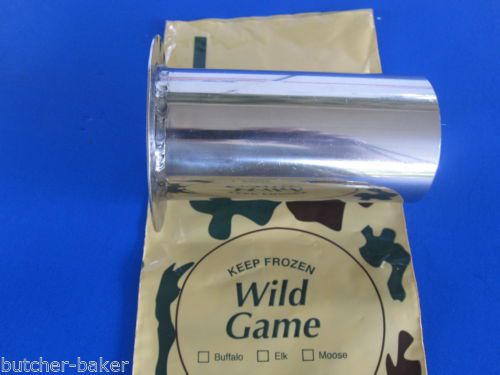 KEEP FROZEN
Wild
Game
Buffalo Elk Moose
butcher-baker